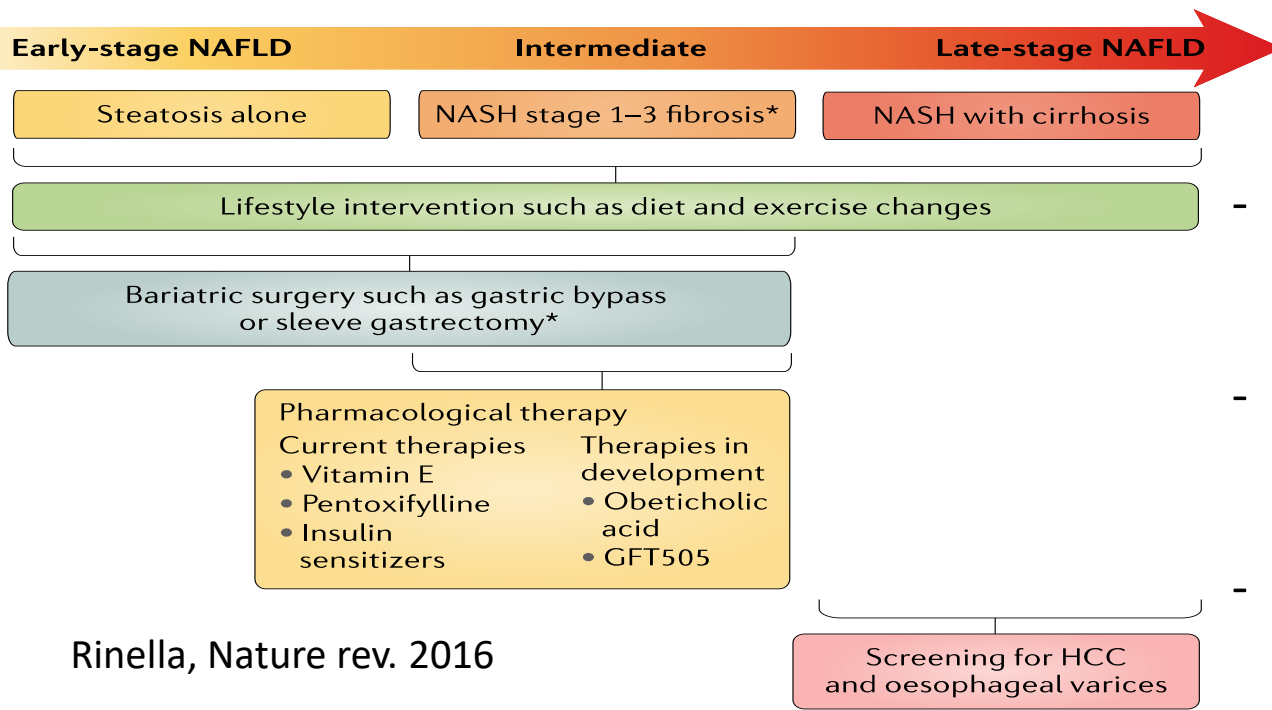 Early-stage NAFLD
Intermediate
Late-stage NAFLD
Steatosis alone
NASH stage 1–3 fibrosis*
NASH with cirrhosis
Lifestyle intervention such as diet and exercise changes
-
Bariatric surgery such as gastric bypass
or sleeve gastrectomy*
-
Pharmacological therapy
Current therapies
• Vitamin E
• Pentoxifylline
• Insulin
sensitizers
Therapies in
development
• Obeticholic
acid
• GFT505
-
Screening for HCC
and oesophageal varices
Rinella, Nature rev. 2016